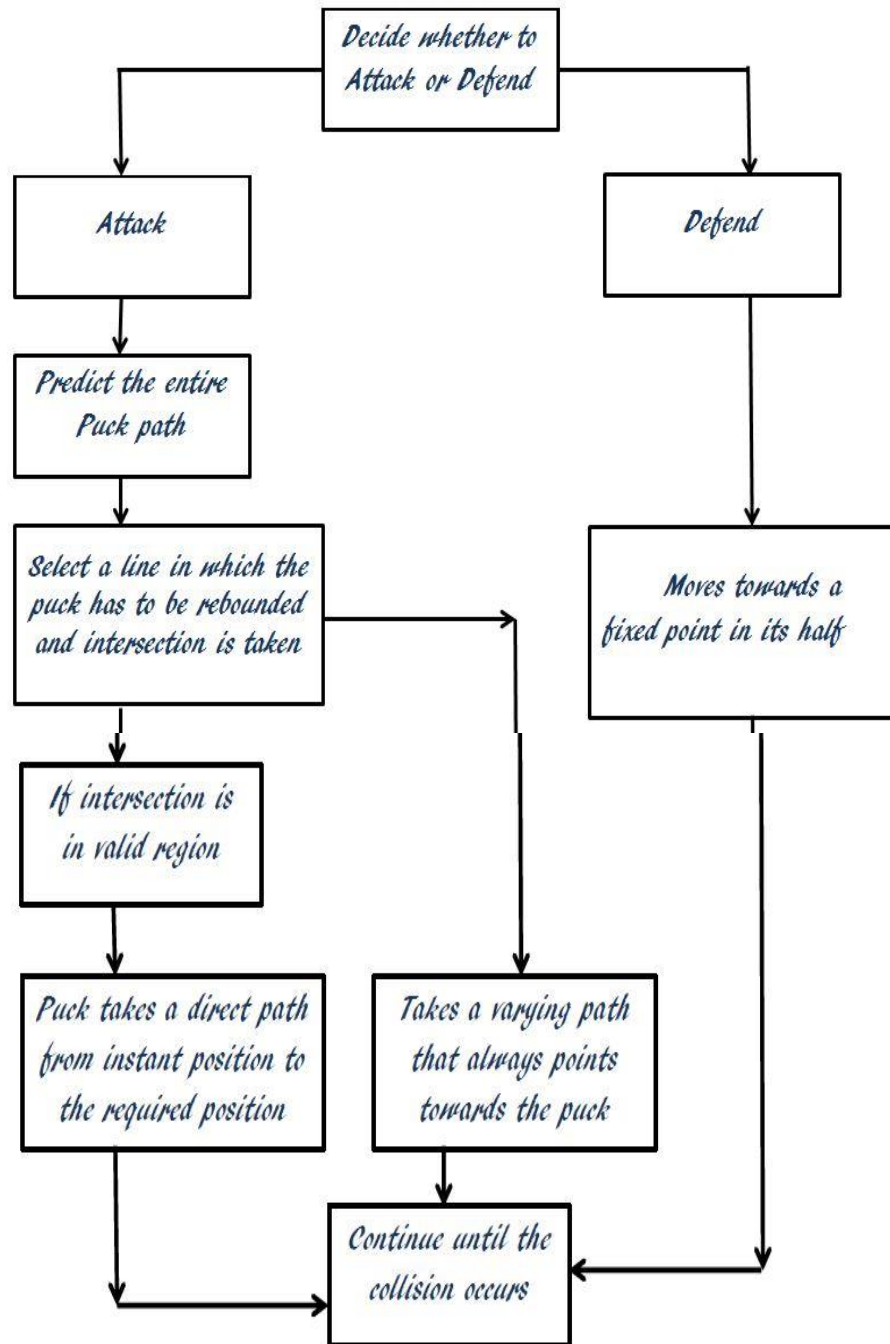 Decide whether to
Attack or Defend
Attack
Defend
Predict the entire
Puck path
Select a line in which the
puck has to be rebounded
and intersection is taken
Moves towards a
fixed point in its half
If intersection is
in valid region
Puck takes a direct path
from instant position to
the required position
Takes a varying path
that always points
towards the puck
Continue until the
collision occurs